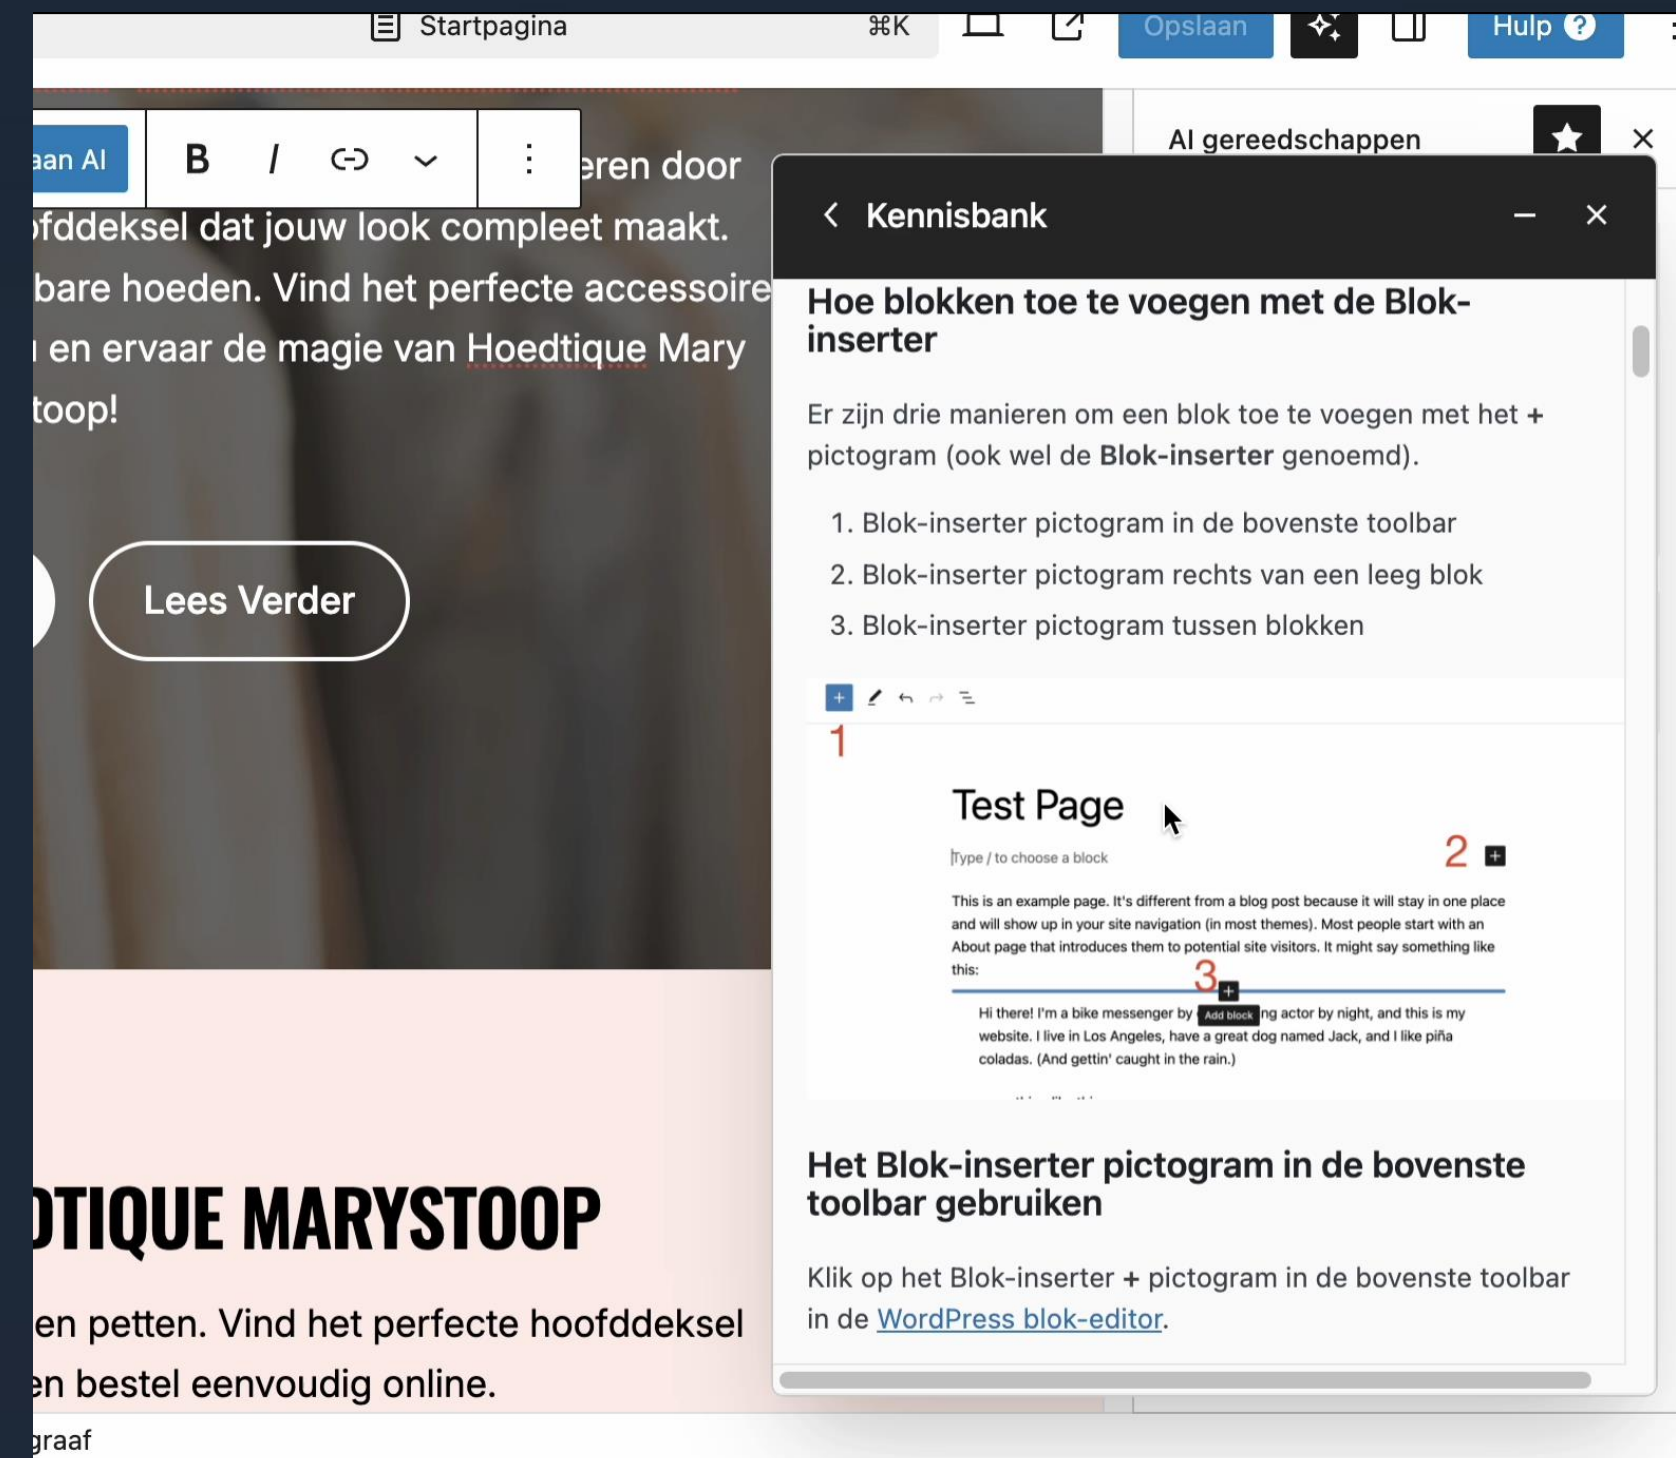 Startpagina
⌘K
Opslaan
Hulp ?
AI gereedschappen
aan AI
B I
eren door
ofddeksel dat jouw look compleet maakt.
bare hoeden. Vind het perfecte accessoire
en ervaar de magie van Hoedtique Mary
toop!
Lees Verder
OTIQUE MARYSTOOP
en petten. Vind het perfecte hoofddeksel
en bestel eenvoudig online.
graaf
Kennisbank
Hoe blokken toe te voegen met de Blok-
inserter
Er zijn drie manieren om een blok toe te voegen met het +
pictogram (ook wel de Blok-inserter genoemd).
1. Blok-inserter pictogram in de bovenste toolbar
2. Blok-inserter pictogram rechts van een leeg blok
3. Blok-inserter pictogram tussen blokken
1
Test Page
Type / to choose a block
2
This is an example page. It's different from a blog post because it will stay in one place
and will show up in your site navigation (in most themes). Most people start with an
About page that introduces them to potential site visitors. It might say something like
this:
3
Hi there! I'm a bike messenger by Add block ng actor by night, and this is my
website. I live in Los Angeles, have a great dog named Jack, and I like piña
coladas. (And gettin' caught in the rain.)
Het Blok-inserter pictogram in de bovenste
toolbar gebruiken
Klik op het Blok-inserter + pictogram in de bovenste toolbar
in de WordPress blok-editor.